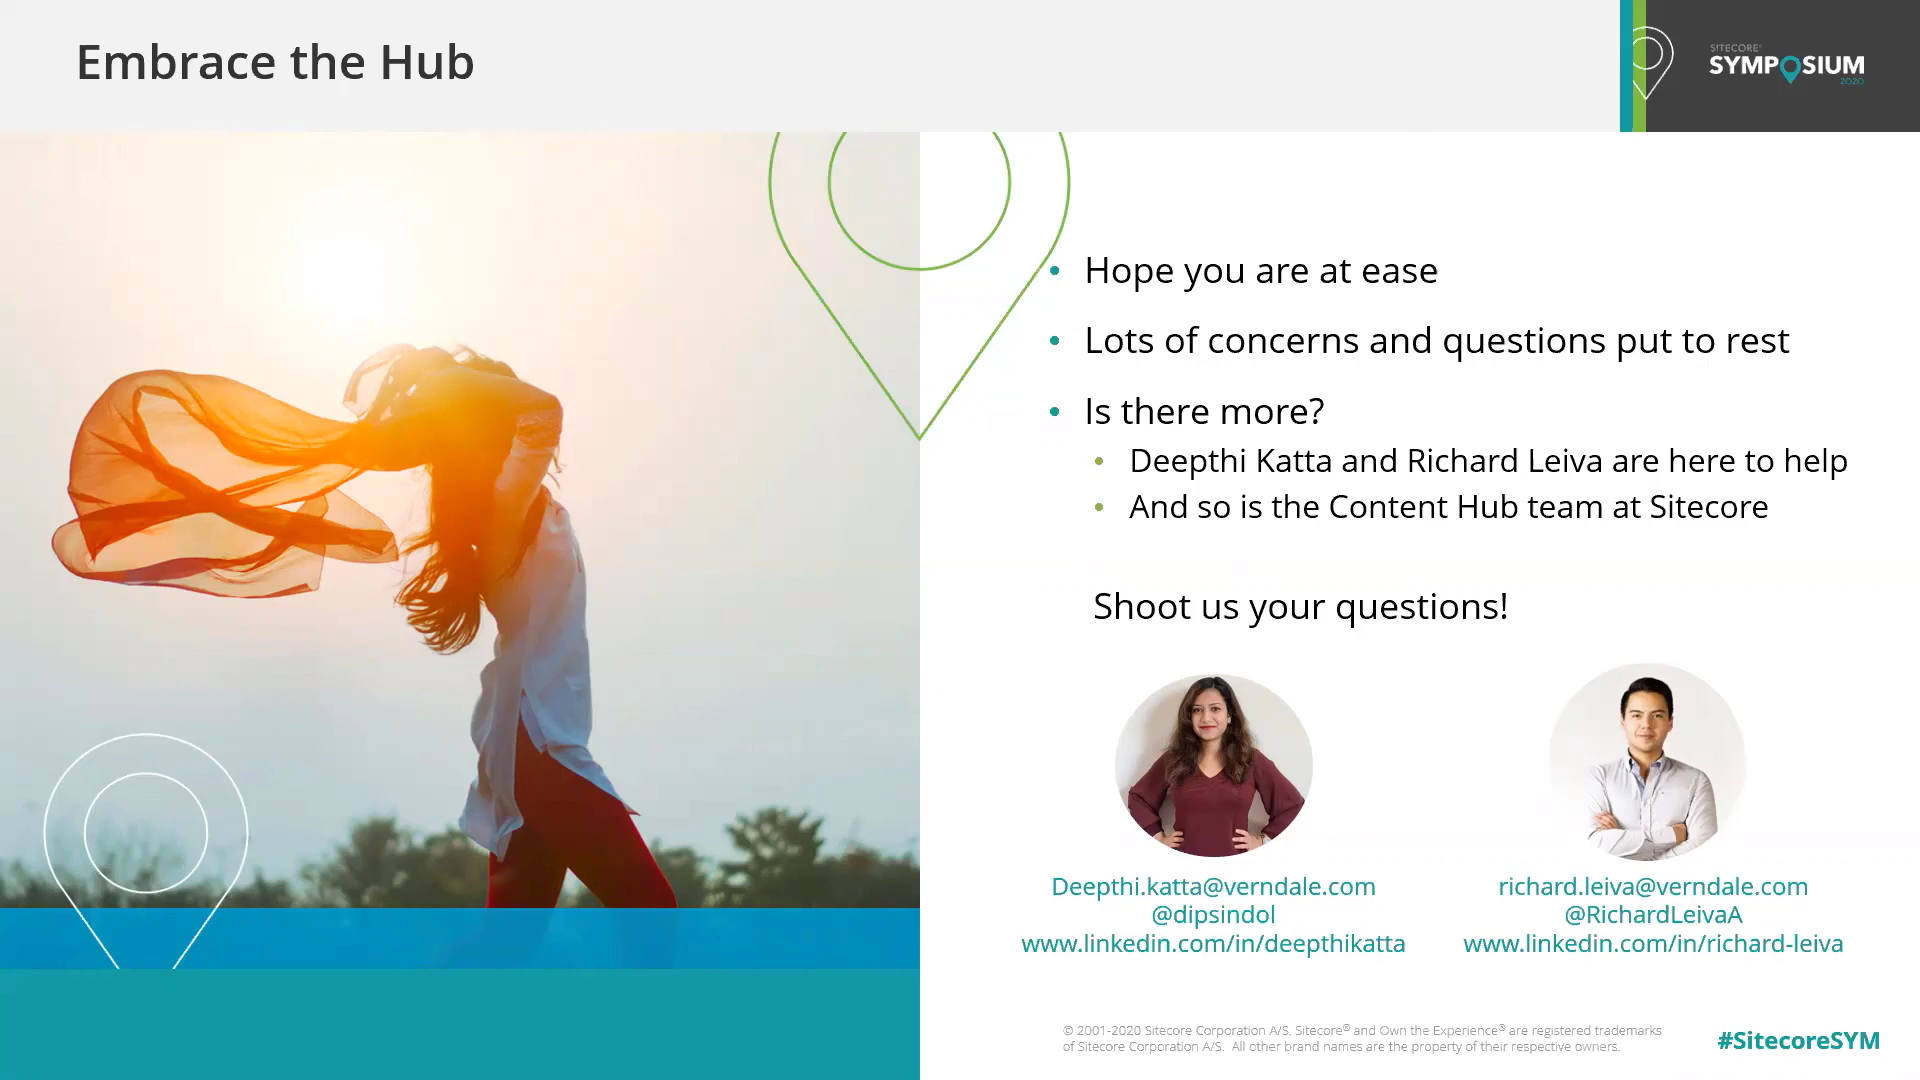 Embrace the Hub
SITECORE®
SYMPOSIUM
2020
• Hope you are at ease
• Lots of concerns and questions put to rest
• Is there more?
• Deepthi Katta and Richard Leiva are here to help
• And so is the Content Hub team at Sitecore
Shoot us your questions!
Deepthi.katta@verndale.com
@dipsindol
www.linkedin.com/in/deepthikatta
richard.leiva@verndale.com
@RichardLeivaA
www.linkedin.com/in/richard-leiva
© 2001-2020 Sitecore Corporation A/S. Sitecore® and Own the Experience® are registered trademarks
of Sitecore Corporation A/S. All other brand names are the property of their respective owners.
#SitecoreSYM